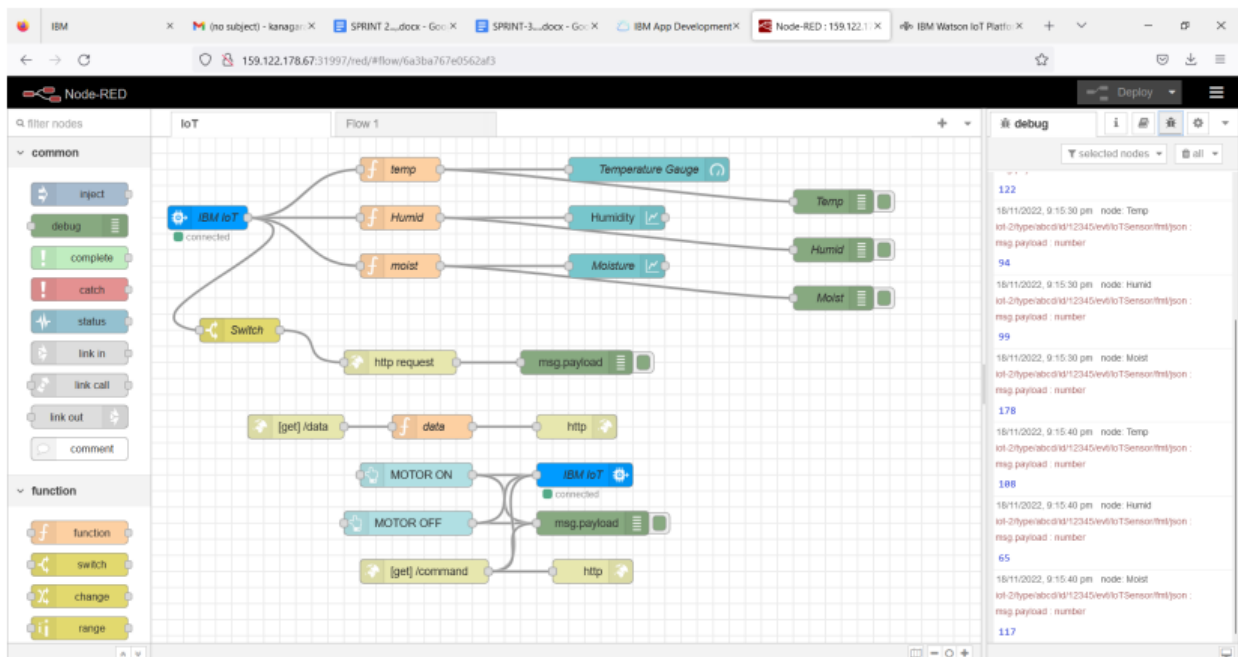 IBM
(no subject) - kanagar
SPRINT 2....docx - Goo
SPRINT-3....docx - Goo
IBM App Development
Node-RED : 159.122.1
IBM Watson IoT Platfo
159.122.178.67:31997/red/#flow/6a3ba767e0562af3
Node-RED
Deploy
filter nodes
IoT
Flow 1
debug
i
selected nodes
all
common
inject
debug
complete
catch
status
link in
link call
link out
comment
function
function
switch
change
range
IBM IoT
connected
temp
Humid
moist
Temperature Gauge
Humidity
Moisture
Temp
Humid
Moist
Switch
http request
msg.payload
[get] /data
data
http
MOTOR ON
IBM IoT
connected
MOTOR OFF
msg.payload
[get] /command
http
122
18/11/2022, 9:15:30 pm node: Temp
iot-2/type/abcd/id/12345/evt/IoTSensor/fmt/json :
msg.payload : number
94
18/11/2022, 9:15:30 pm node: Humid
iot-2/type/abcd/id/12345/evt/IoTSensor/fmt/json :
msg.payload : number
99
18/11/2022, 9:15:30 pm node: Moist
iot-2/type/abcd/id/12345/evt/IoTSensor/fmt/json :
msg.payload : number
178
18/11/2022, 9:15:40 pm node: Temp
iot-2/type/abcd/id/12345/evt/IoTSensor/fmt/json :
msg.payload : number
108
18/11/2022, 9:15:40 pm node: Humid
iot-2/type/abcd/id/12345/evt/IoTSensor/fmt/json :
msg.payload : number
65
18/11/2022, 9:15:40 pm node: Moist
iot-2/type/abcd/id/12345/evt/IoTSensor/fmt/json :
msg.payload : number
117